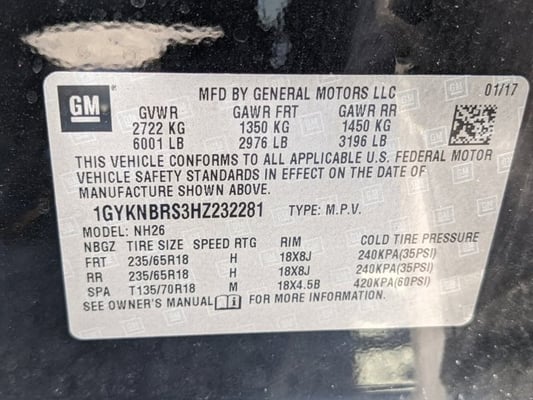 MFD BY GENERAL MOTORS LLC 01/17
GM GVWR GAWR FRT GAWR RR
2722 KG 1350 KG 1450 KG
6001 LB 2976 LB 3196 LB
THIS VEHICLE CONFORMS TO ALL APPLICABLE U.S. FEDERAL MOTOR
VEHICLE SAFETY STANDARDS IN EFFECT ON THE DATE OF
MANUFACTURE SHOWN ABOVE.
1GYKNBRS3HZ232281 TYPE: M.P.V.
MODEL: NH26
NBGZ TIRE SIZE SPEED RTG RIM COLD TIRE PRESSURE
FRT 235/65R18 H 18X8J 240KPA(35PSI)
RR 235/65R18 H 18X8J 240KPA(35PSI)
SPA T135/70R18 M 18X4.5B 420KPA(60PSI)
SEE OWNER'S MANUAL FOR MORE INFORMATION.